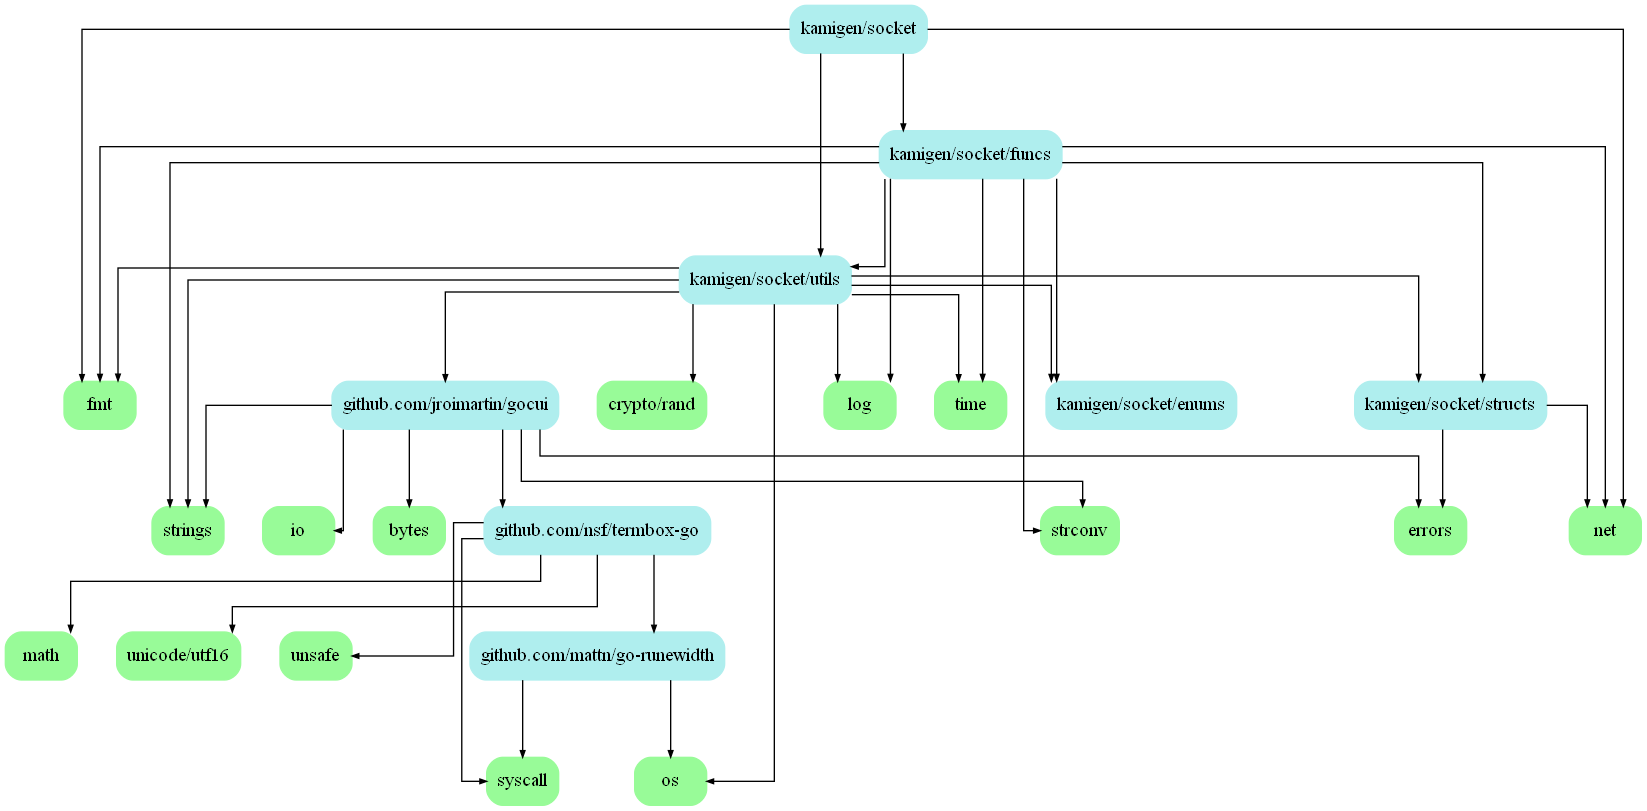 kamigen/socket
kamigen/socket/funcs
kamigen/socket/utils
fmt
github.com/jroimartin/gocui
crypto/rand
log
time
kamigen/socket/enums
kamigen/socket/structs
strings
io
bytes
github.com/nsf/termbox-go
strconv
errors
net
math
unicode/utf16
unsafe
github.com/mattn/go-runewidth
syscall
os